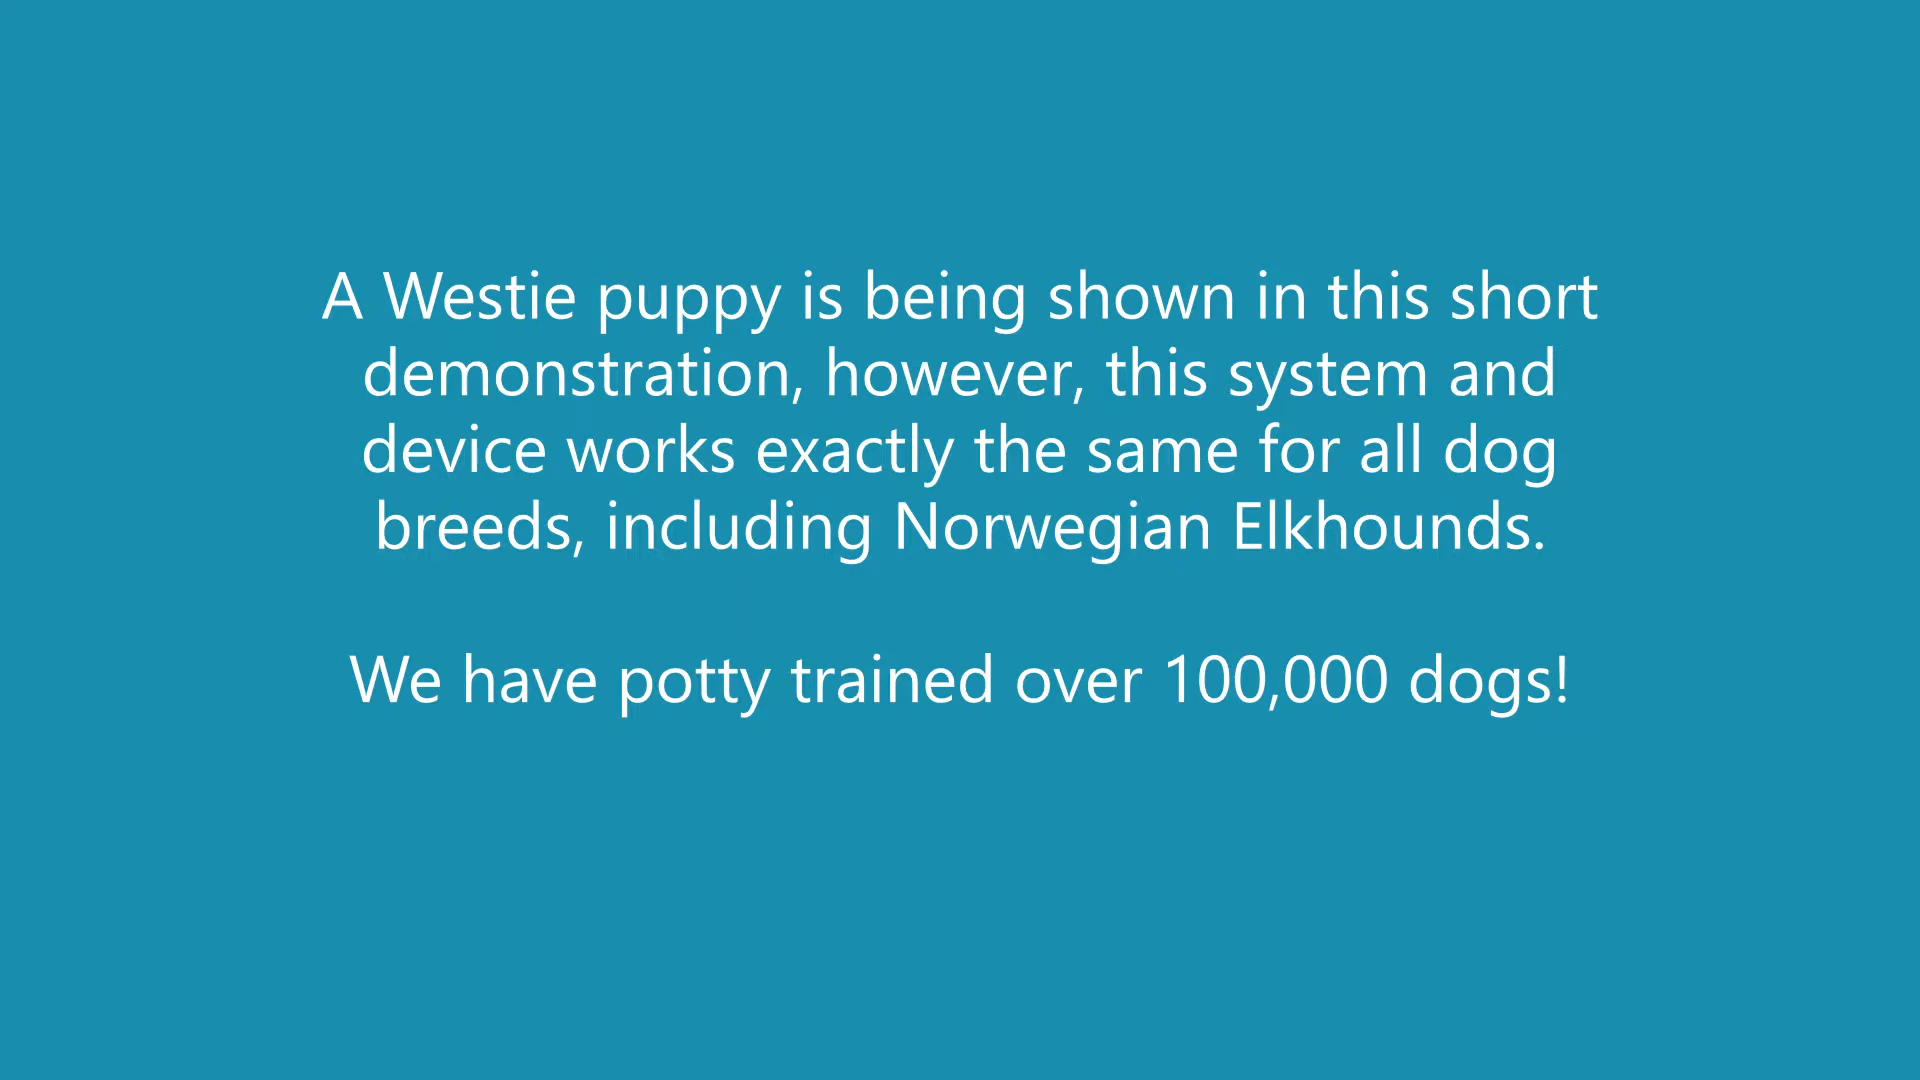 A Westie puppy is being shown in this short
demonstration, however, this system and
device works exactly the same for all dog
breeds, including Norwegian Elkhounds.
We have potty trained over 100,000 dogs!